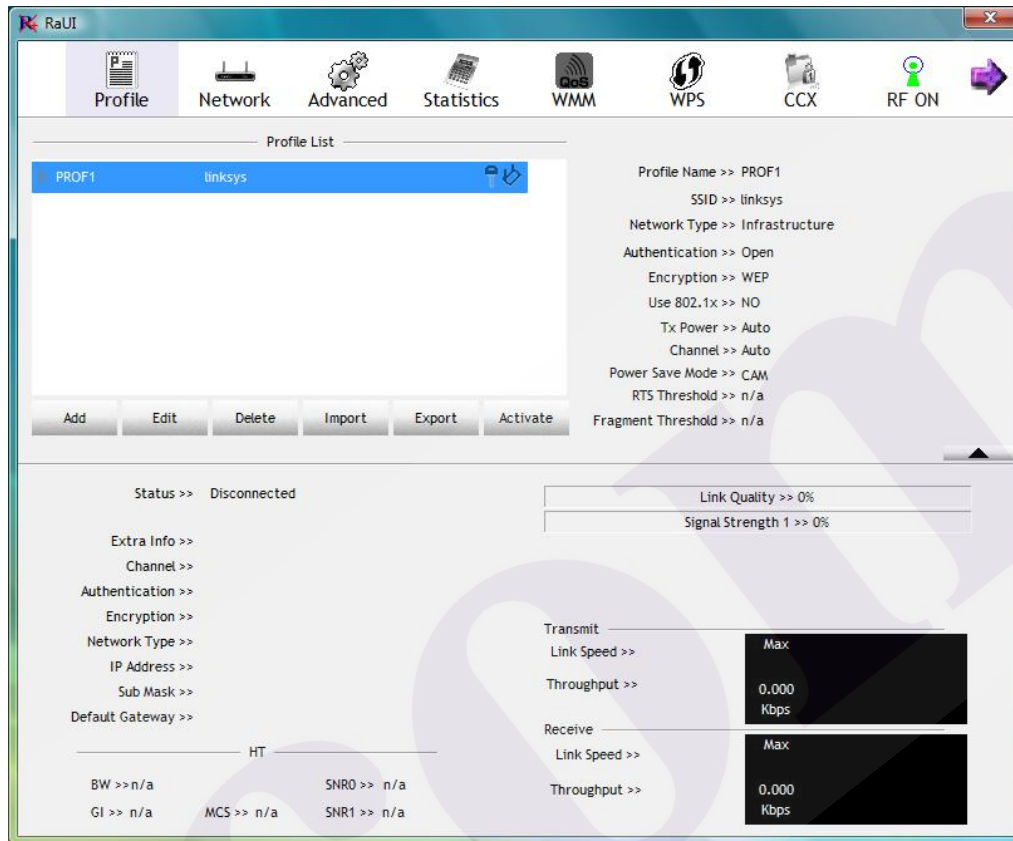 RaUI
Profile Network Advanced Statistics WMM WPS CCX RF ON
QoS
Profile List
PROF1 linksys
Add Edit Delete Import Export Activate
Profile Name >> PROF1
SSID >> linksys
Network Type >> Infrastructure
Authentication >> Open
Encryption >> WEP
Use 802.1x >> NO
Tx Power >> Auto
Channel >> Auto
Power Save Mode >> CAM
RTS Threshold >> n/a
Fragment Threshold >> n/a
Status >> Disconnected
Extra Info >>
Channel >>
Authentication >>
Encryption >>
Network Type >>
IP Address >>
Sub Mask >>
Default Gateway >>
HT
BW >>n/a SNR0 >> n/a
GI >> n/a MCS >> n/a SNR1 >> n/a
Link Quality >> 0%
Signal Strength 1 >> 0%
Transmit
Link Speed >> Max
Throughput >> 0.000
Kbps
Receive
Link Speed >> Max
Throughput >> 0.000
Kbps